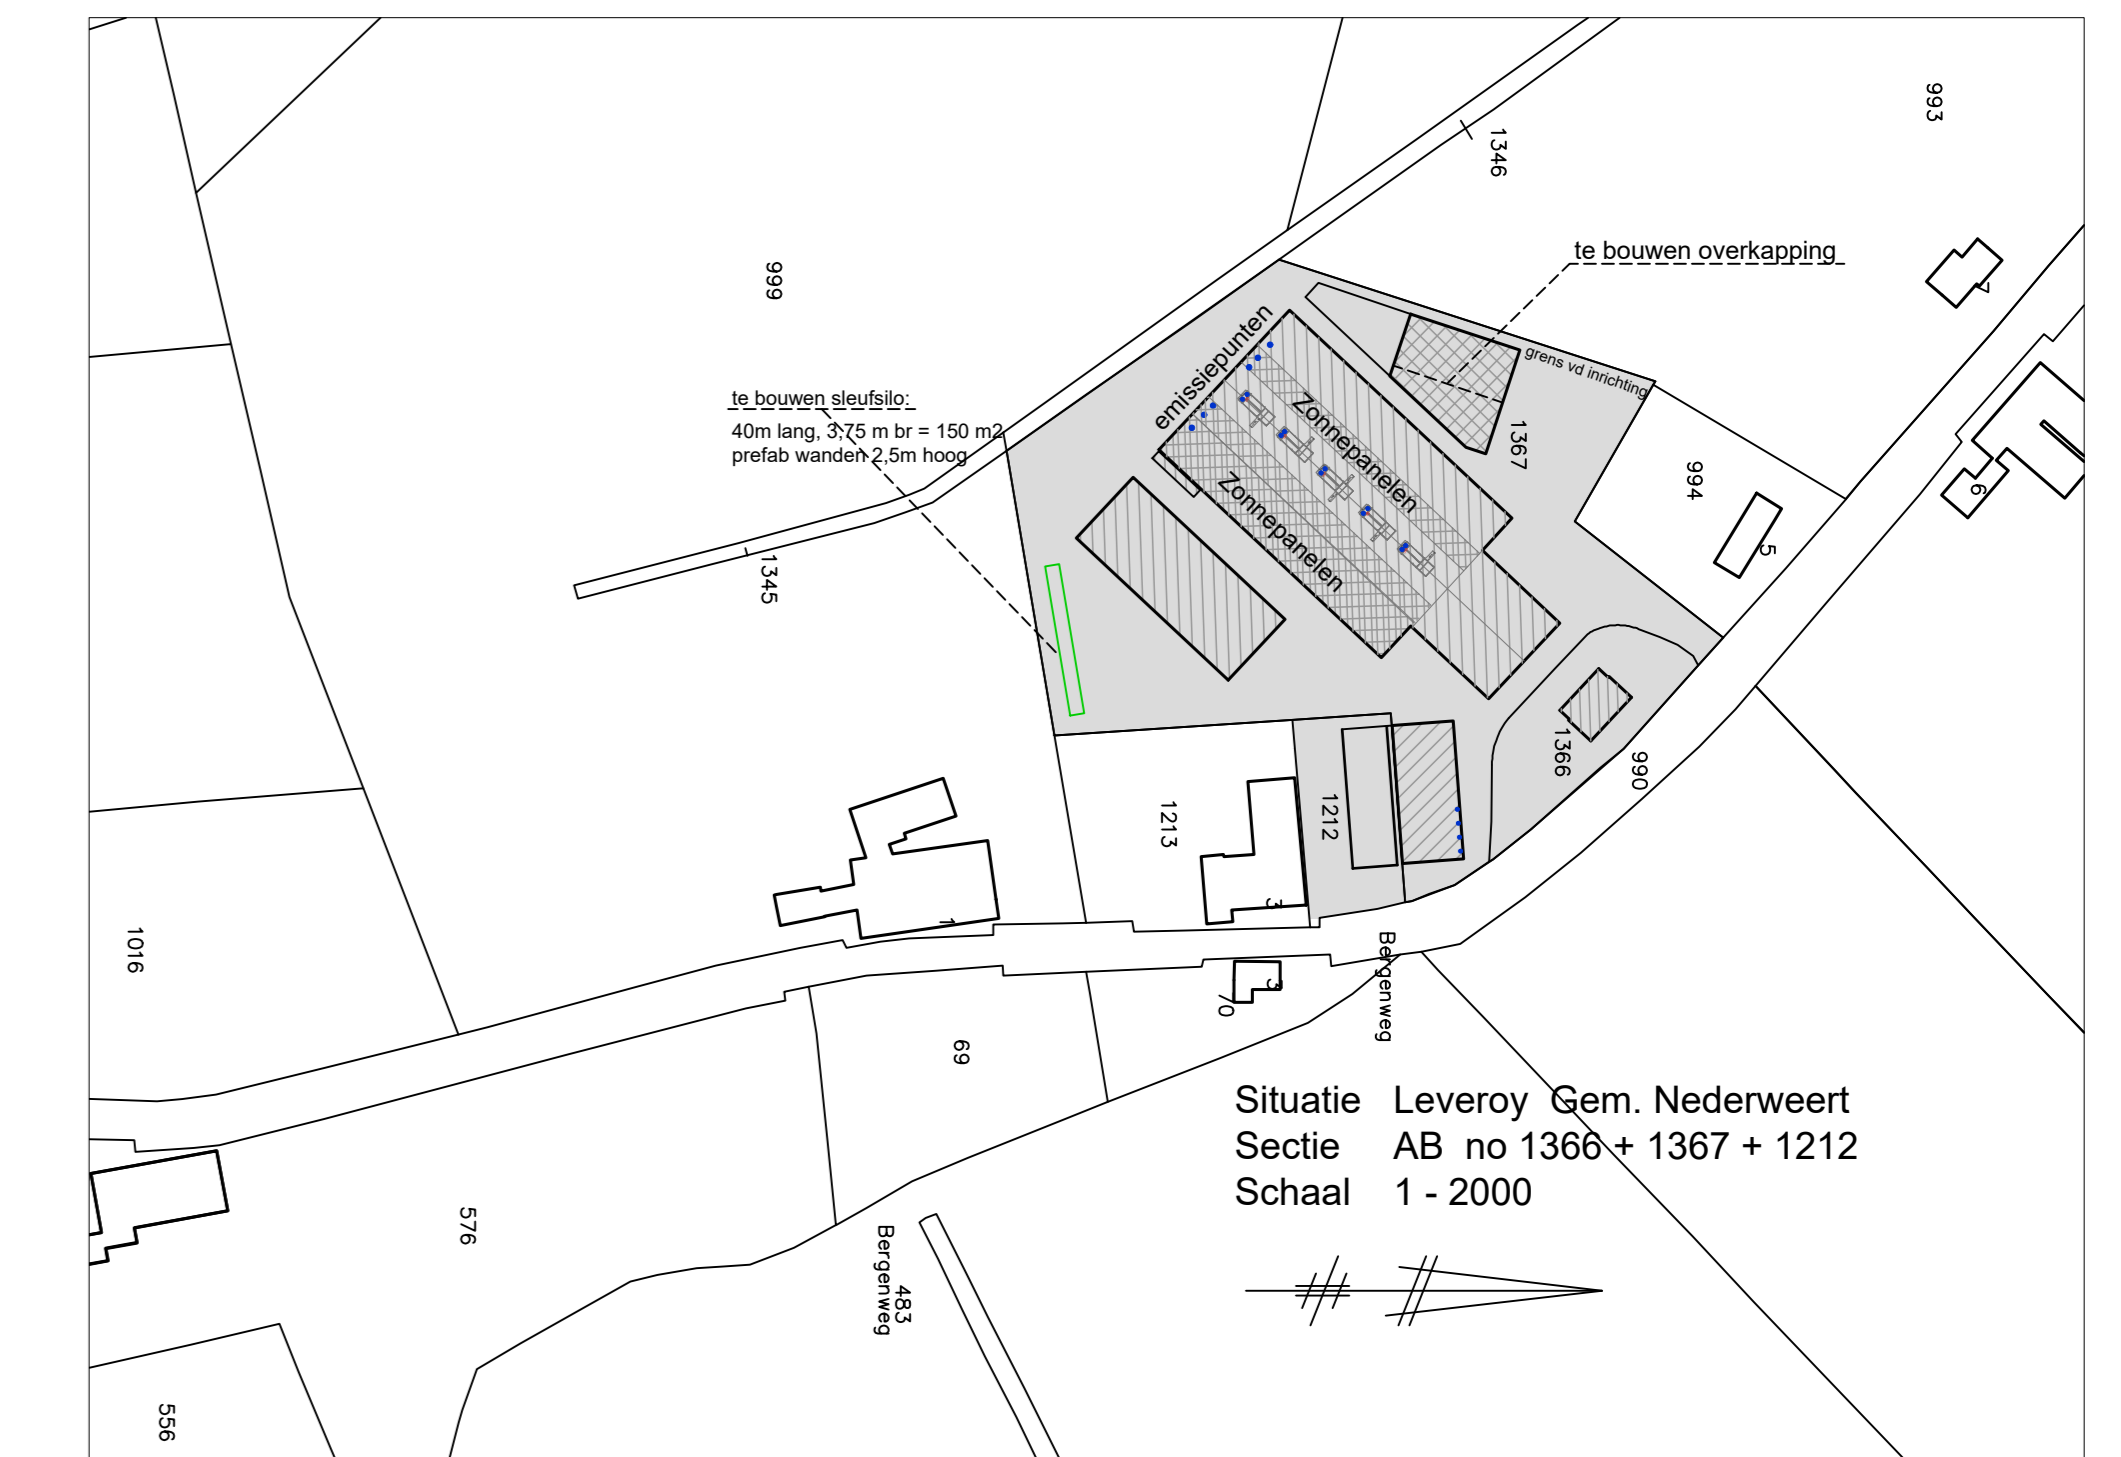 993
1346
te bouwen overkapping
999
7
emissiepunten
grens vd inrichting
te bouwen sleufsilo:
40m lang, 3,75 m br = 150 m2
prefab wanden 2,5m hoog
Zonnepanelen
1367
994
6
Zonnepanelen
5
1345
1366
990
1213
1212
3
1
1016
Bergenweg
3
70
69
Situatie Leveroy Gem. Nederweert
Sectie AB no 1366 + 1367 + 1212
Schaal 1 - 2000
576
483
Bergenweg
556